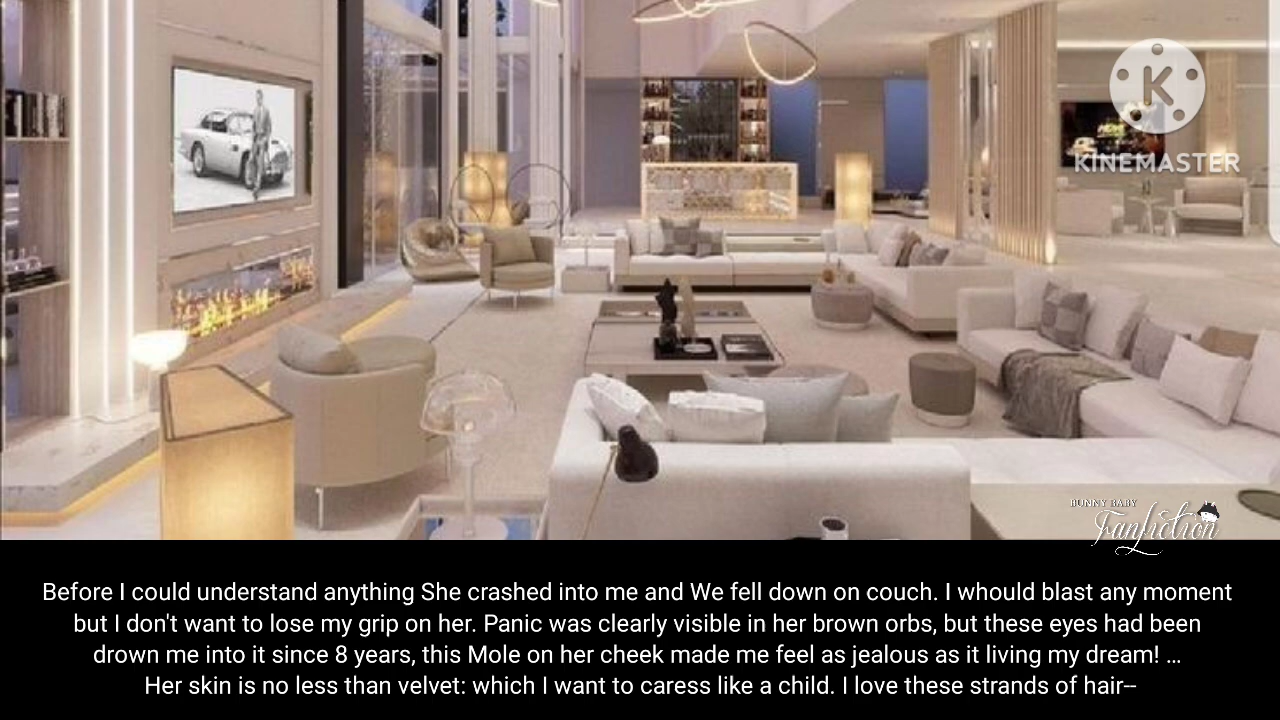 K
KINEMASTER
BUNNY BABY
Fanfiction
Before I could understand anything She crashed into me and We fell down on couch. I whould blast any moment
but I don't want to lose my grip on her. Panic was clearly visible in her brown orbs, but these eyes had been
drown me into it since 8 years, this Mole on her cheek made me feel as jealous as it living my dream! ...
Her skin is no less than velvet: which I want to caress like a child. I love these strands of hair--